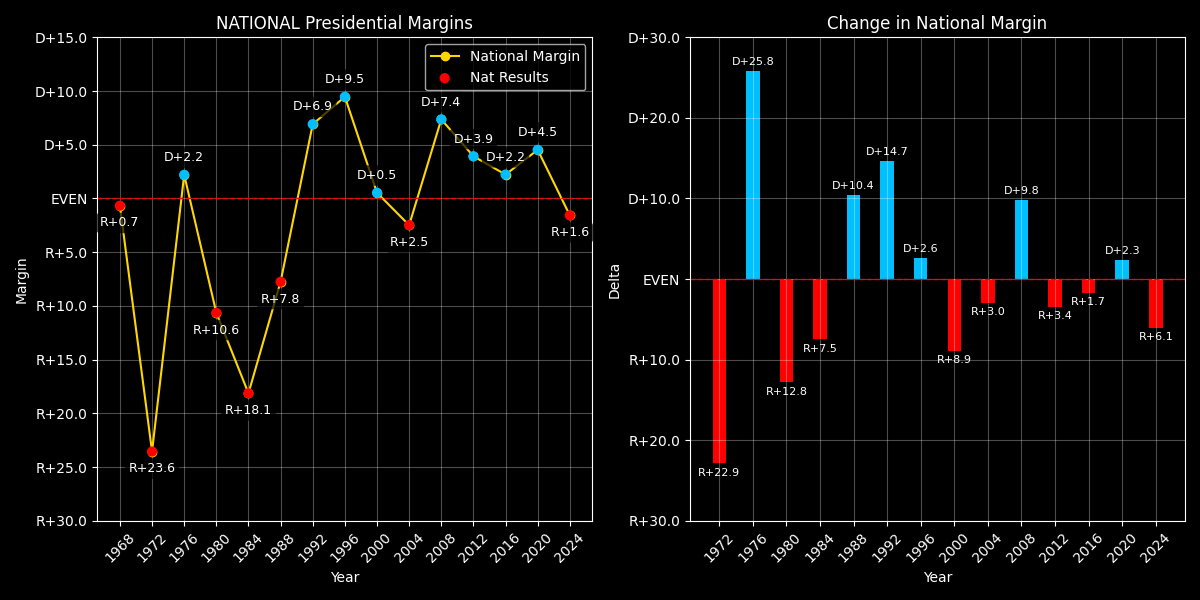 NATIONAL Presidential Margins
D+15.0
D+10.0
D+5.0
EVEN
R+5.0
R+10.0
R+15.0
R+20.0
R+25.0
R+30.0
Margin
National Margin
Nat Results
R+0.7
R+23.6
D+2.2
R+10.6
R+18.1
R+7.8
D+6.9
D+9.5
D+0.5
R+2.5
D+7.4
D+3.9
D+2.2
D+4.5
R+1.6
1968
1972
1976
1980
1984
1988
1992
1996
2000
2004
2008
2012
2016
2020
2024
Year
Change in National Margin
D+30.0
D+20.0
D+10.0
EVEN
R+10.0
R+20.0
R+30.0
Delta
R+22.9
D+25.8
R+12.8
R+7.5
D+10.4
D+14.7
D+2.6
R+8.9
R+3.0
D+9.8
R+3.4
R+1.7
D+2.3
R+6.1
1972
1976
1980
1984
1988
1992
1996
2000
2004
2008
2012
2016
2020
2024
Year